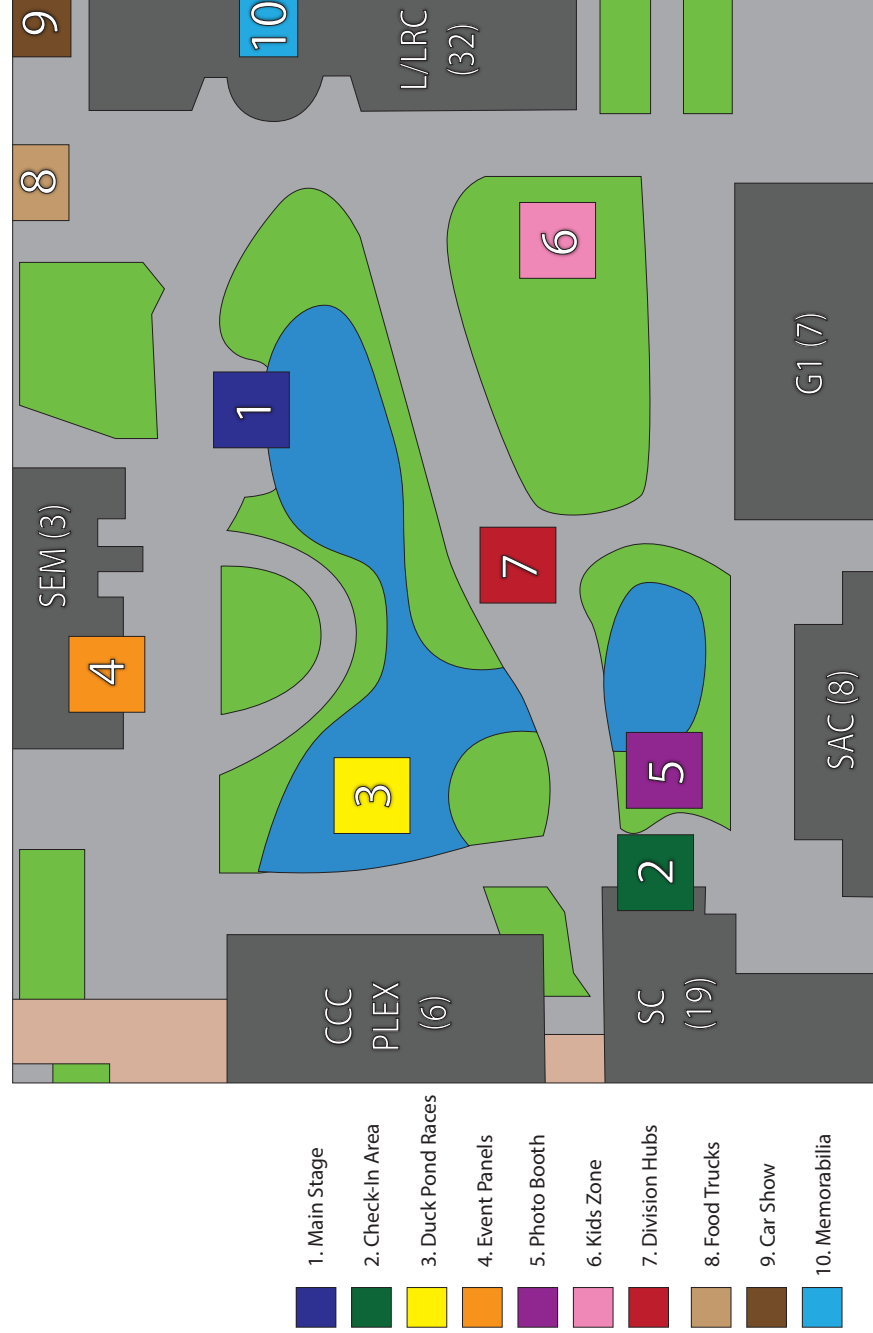 1. Main Stage
2. Check-In Area
3. Duck Pond Races
4. Event Panels
5. Photo Booth
6. Kids Zone
7. Division Hubs
8. Food Trucks
9. Car Show
10. Memorabilia
SEM (3)
8
9
4
1
10
CCC
PLEX
(6)
3
L/LRC
(32)
7
6
SC
(19)
2
5
G1 (7)
SAC (8)